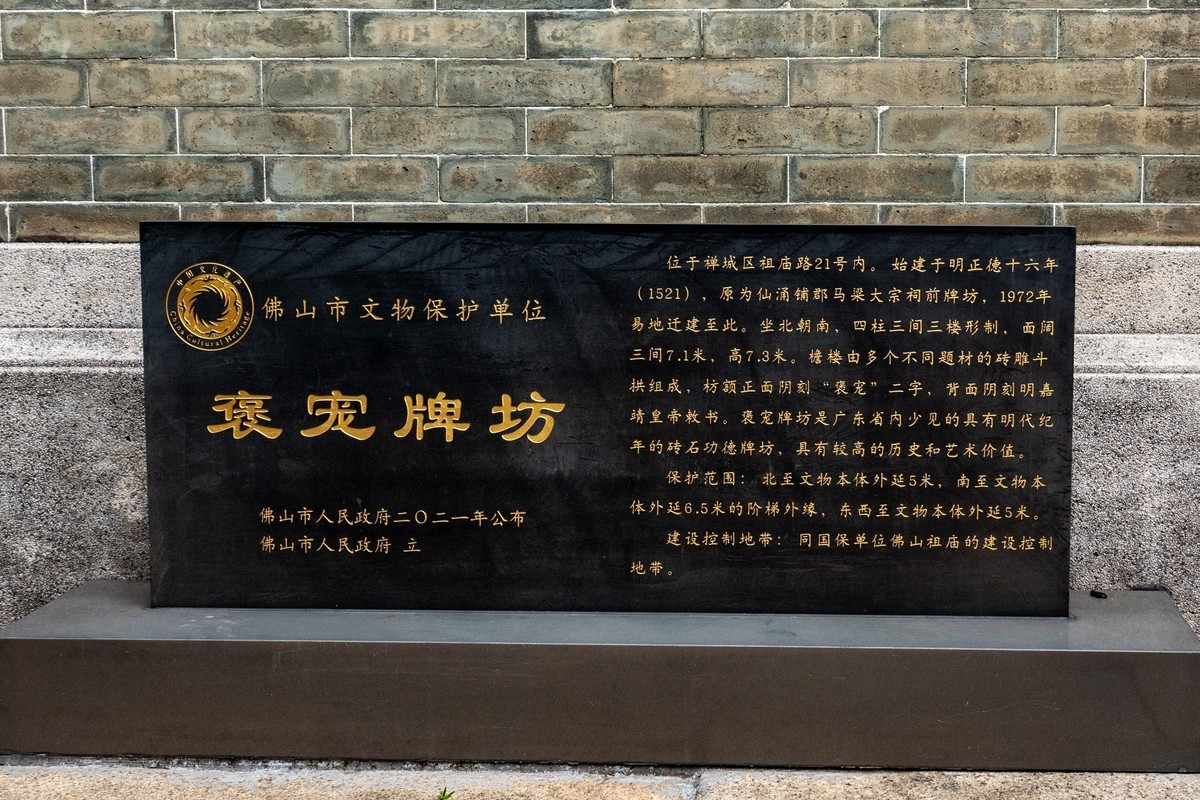 中国文化遗产
China Cultural Heritage
佛山市文物保护单位
褒宠牌坊
佛山市人民政府二〇二一年公布
佛山市人民政府 立
位于禅城区祖庙路21号内。始建于明正德十六年
（1521），原为仙涌铺郡马梁大宗祠前牌坊，1972年
易地迁建至此。坐北朝南，四柱三间三楼形制，面阔
三间7.1米，高7.3米。檐楼由多个不同题材的砖雕斗
拱组成，枋额正面阴刻“褒宠”二字，背面阴刻明嘉
靖皇帝敕书。褒宠牌坊是广东省内少见的具有明代纪
年的砖石功德牌坊，具有较高的历史和艺术价值。
保护范围：北至文物本体外延5米，南至文物本
体外延6.5米的阶梯外缘，东西至文物本体外延5米。
建设控制地带：同国保单位佛山祖庙的建设控制
地带。